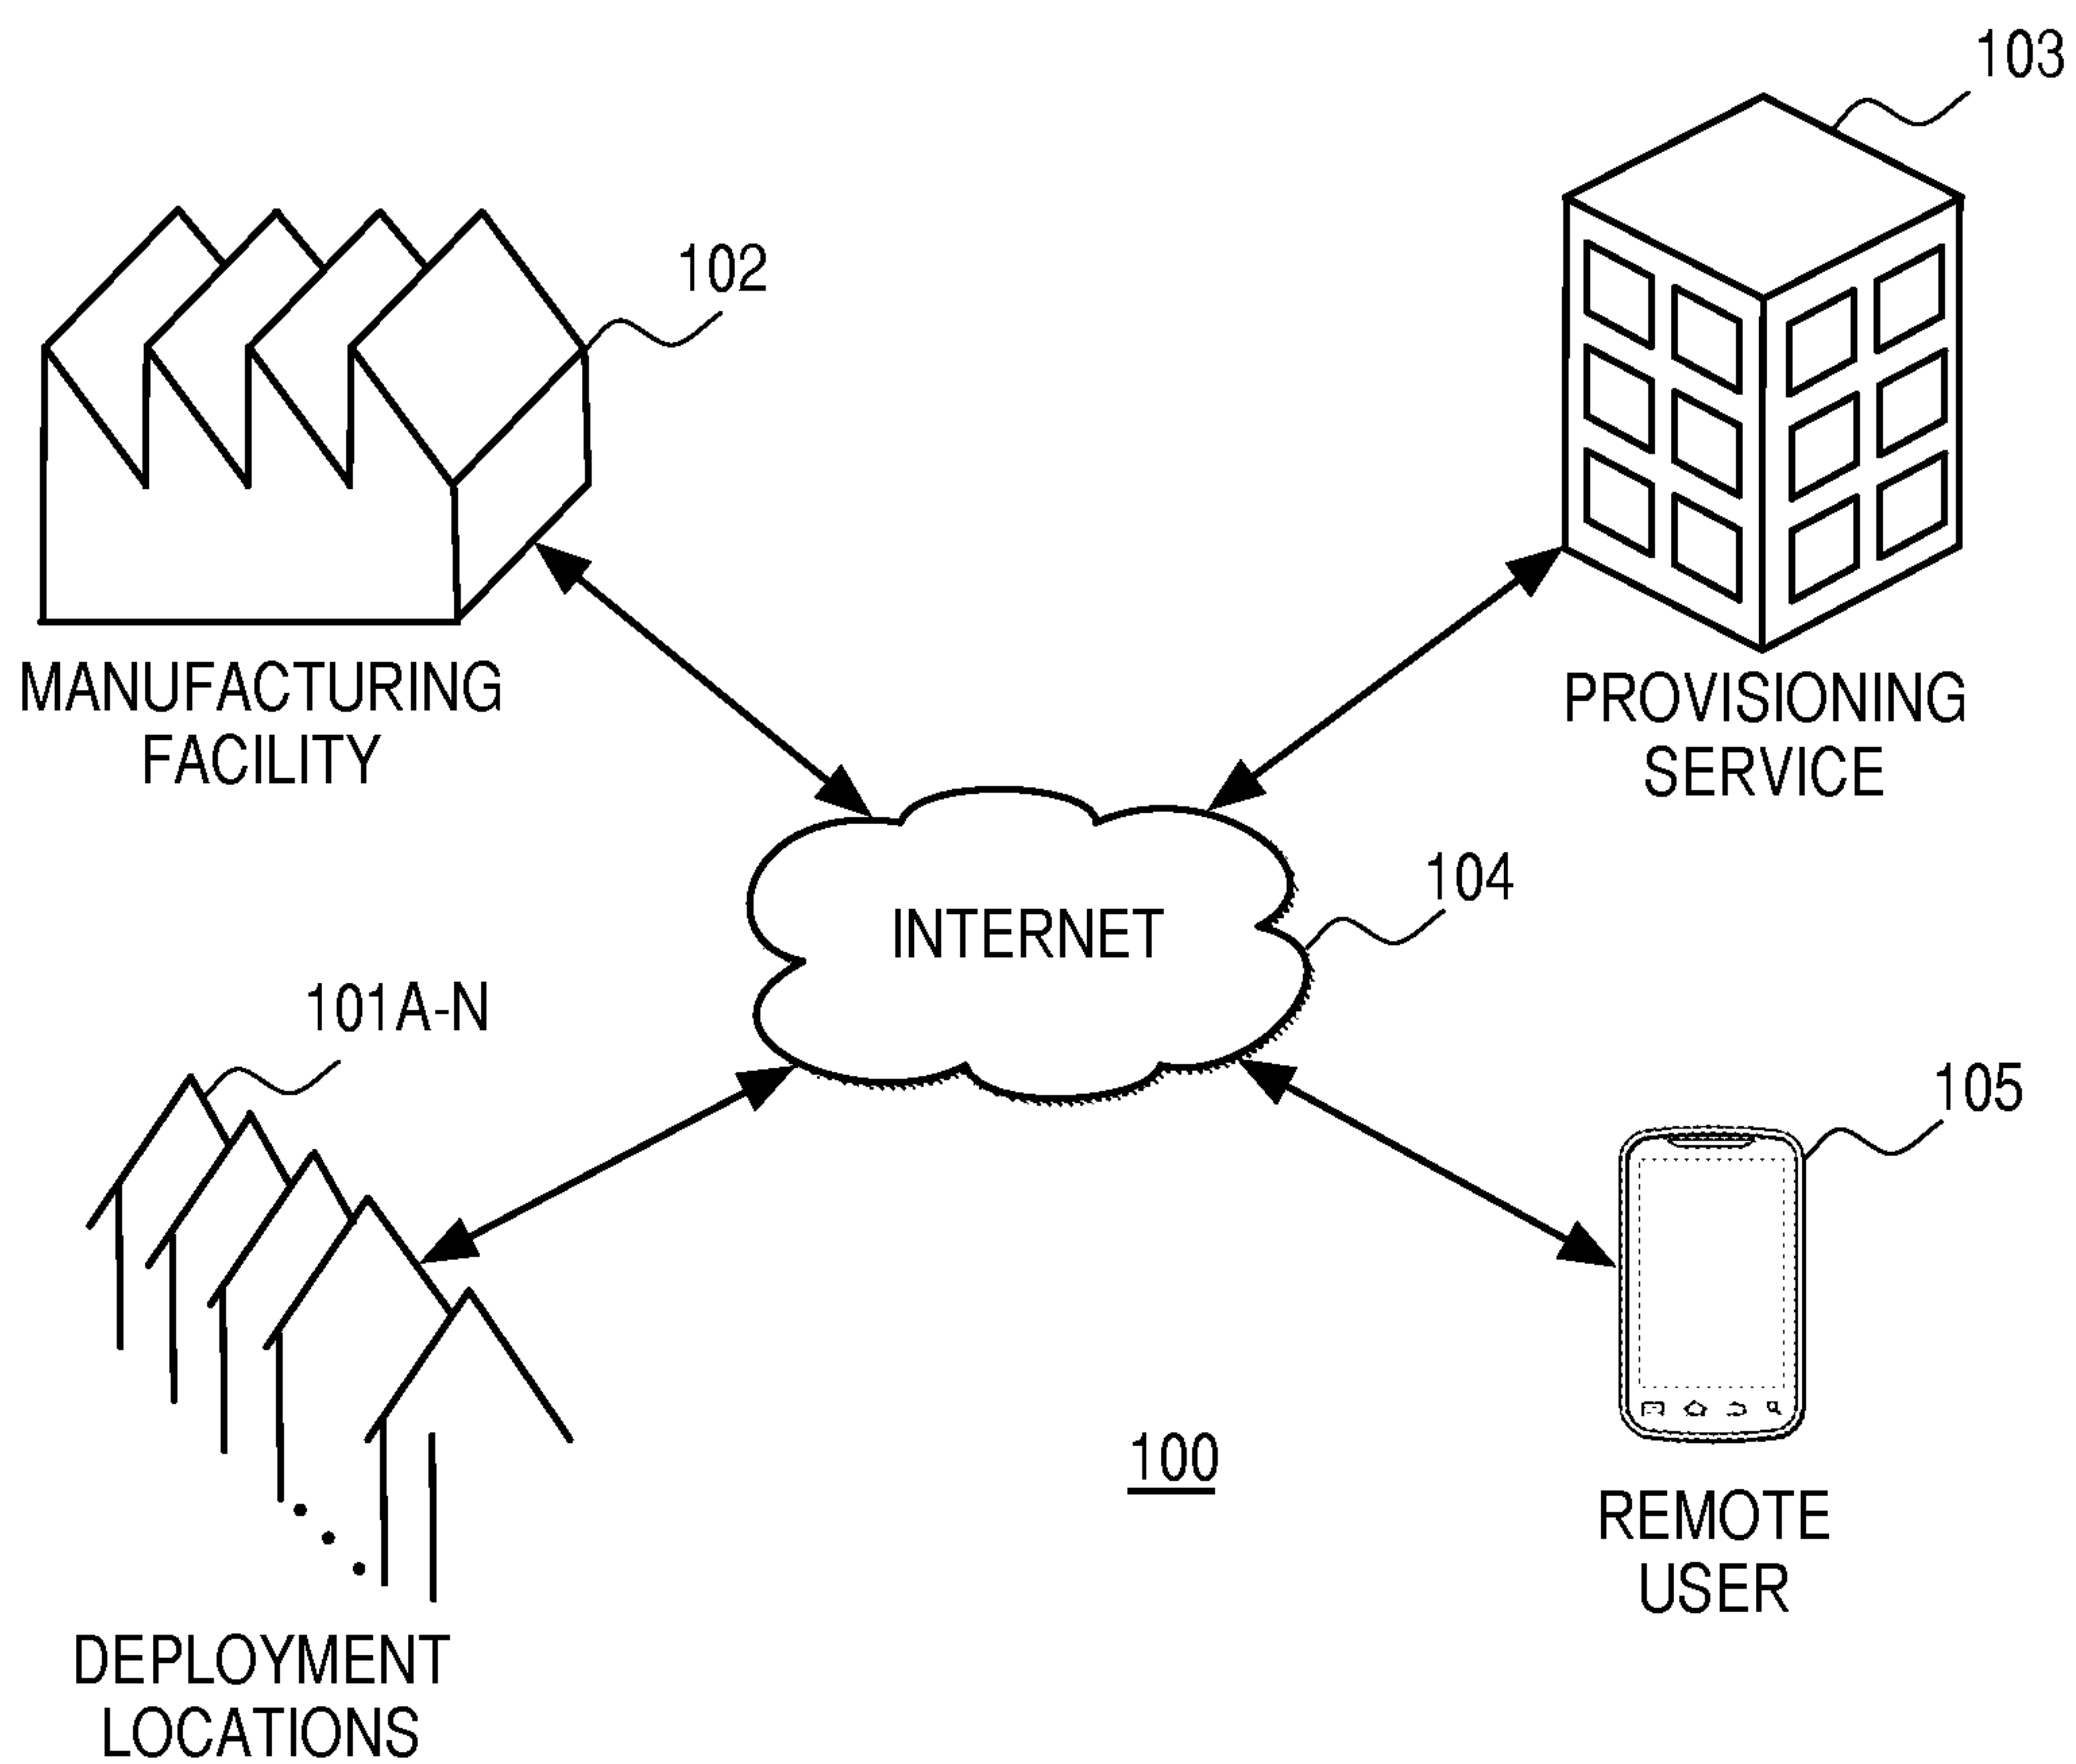 103
102
MANUFACTURING
FACILITY
PROVISIONING
SERVICE
104
INTERNET
101A-N
105
100
REMOTE
USER
DEPLOYMENT
LOCATIONS